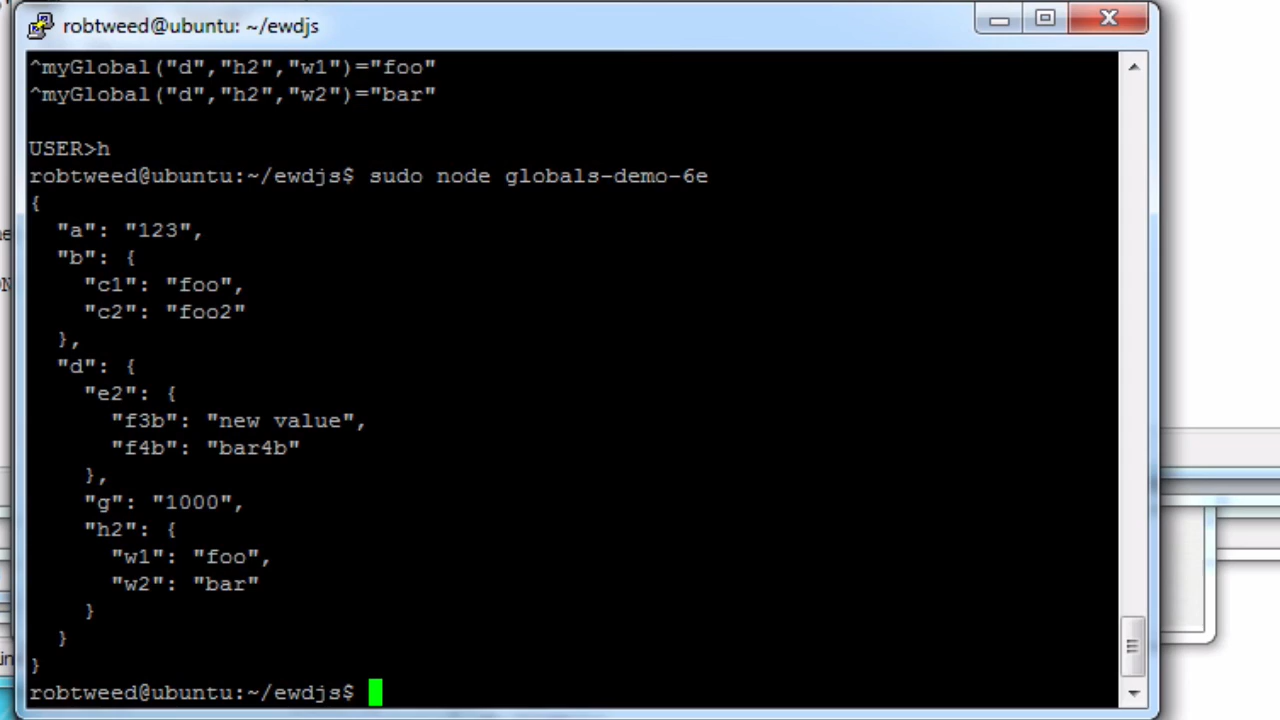 robtweed@ubuntu: ~/ewdjs
^myGlobal("d","h2","w1")="foo"
^myGlobal("d","h2","w2")="bar"
USER>h
robtweed@ubuntu:~/ewdjs$ sudo node globals-demo-6e
{
  "a": "123",
  "b": {
    "c1": "foo",
    "c2": "foo2"
  },
  "d": {
    "e2": {
      "f3b": "new value",
      "f4b": "bar4b"
    },
    "g": "1000",
    "h2": {
      "w1": "foo",
      "w2": "bar"
    }
  }
}
robtweed@ubuntu:~/ewdjs$